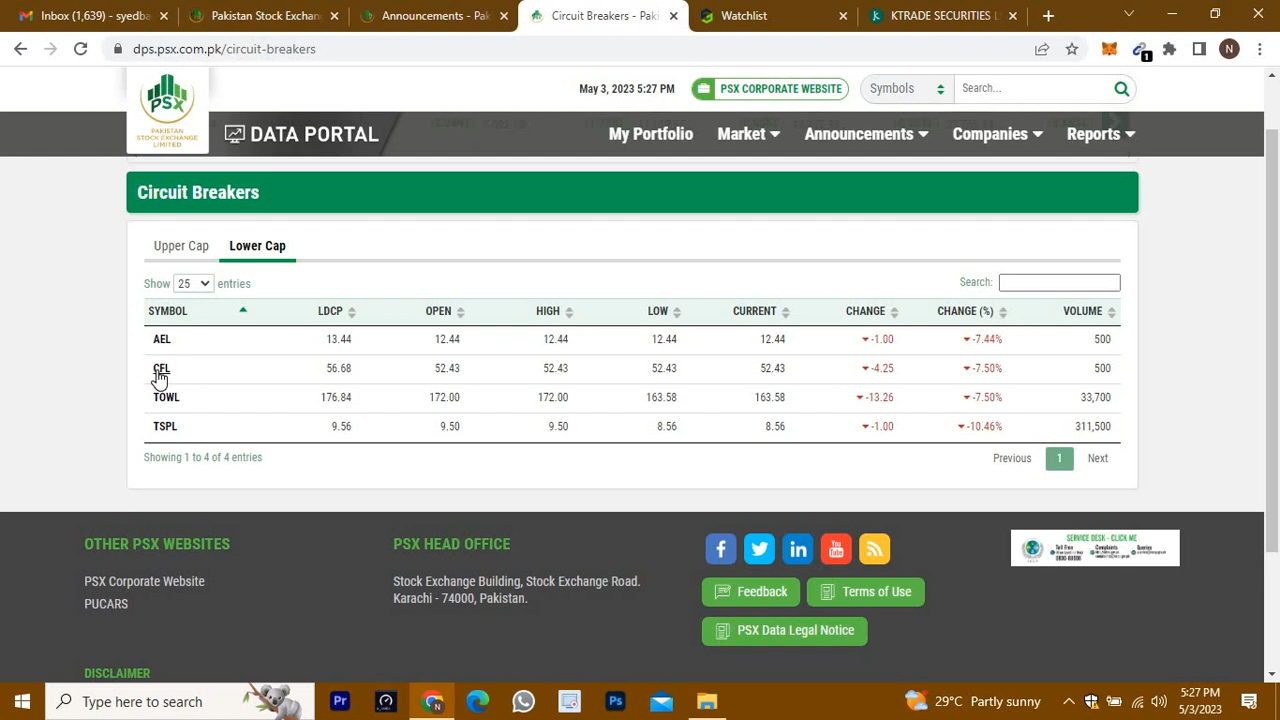 Inbox (1,639) - syedba
Pakistan Stock Exchan
Announcements - Pak
Circuit Breakers - Paki
Watchlist
KTRADE SECURITIES L
dps.psx.com.pk/circuit-breakers
1
N
PSX
PAKISTAN
STOCK EXCHANGE
LIMITED
May 3, 2023 5:27 PM
PSX CORPORATE WEBSITE
Symbols
Search...
DATA PORTAL
My Portfolio
Market
Announcements
Companies
Reports
Circuit Breakers
Upper Cap
Lower Cap
Show 25 entries
Search:
SYMBOL LDCP OPEN HIGH LOW CURRENT CHANGE CHANGE (%) VOLUME
AEL 13.44 12.44 12.44 12.44 12.44 -1.00 -7.44% 500
CFL 56.68 52.43 52.43 52.43 52.43 -4.25 -7.50% 500
TOWL 176.84 172.00 172.00 163.58 163.58 -13.26 -7.50% 33,700
TSPL 9.56 9.50 9.50 8.56 8.56 -1.00 -10.46% 311,500
Showing 1 to 4 of 4 entries
Previous 1 Next
OTHER PSX WEBSITES
PSX Corporate Website
PUCARS
PSX HEAD OFFICE
Stock Exchange Building, Stock Exchange Road.
Karachi - 74000, Pakistan.
SERVICE DESK - CLICK ME
Toll Free
Complaints
Queries
Feedback
Terms of Use
PSX Data Legal Notice
DISCLAIMER
Type here to search
29°C Partly sunny
5:27 PM
5/3/2023